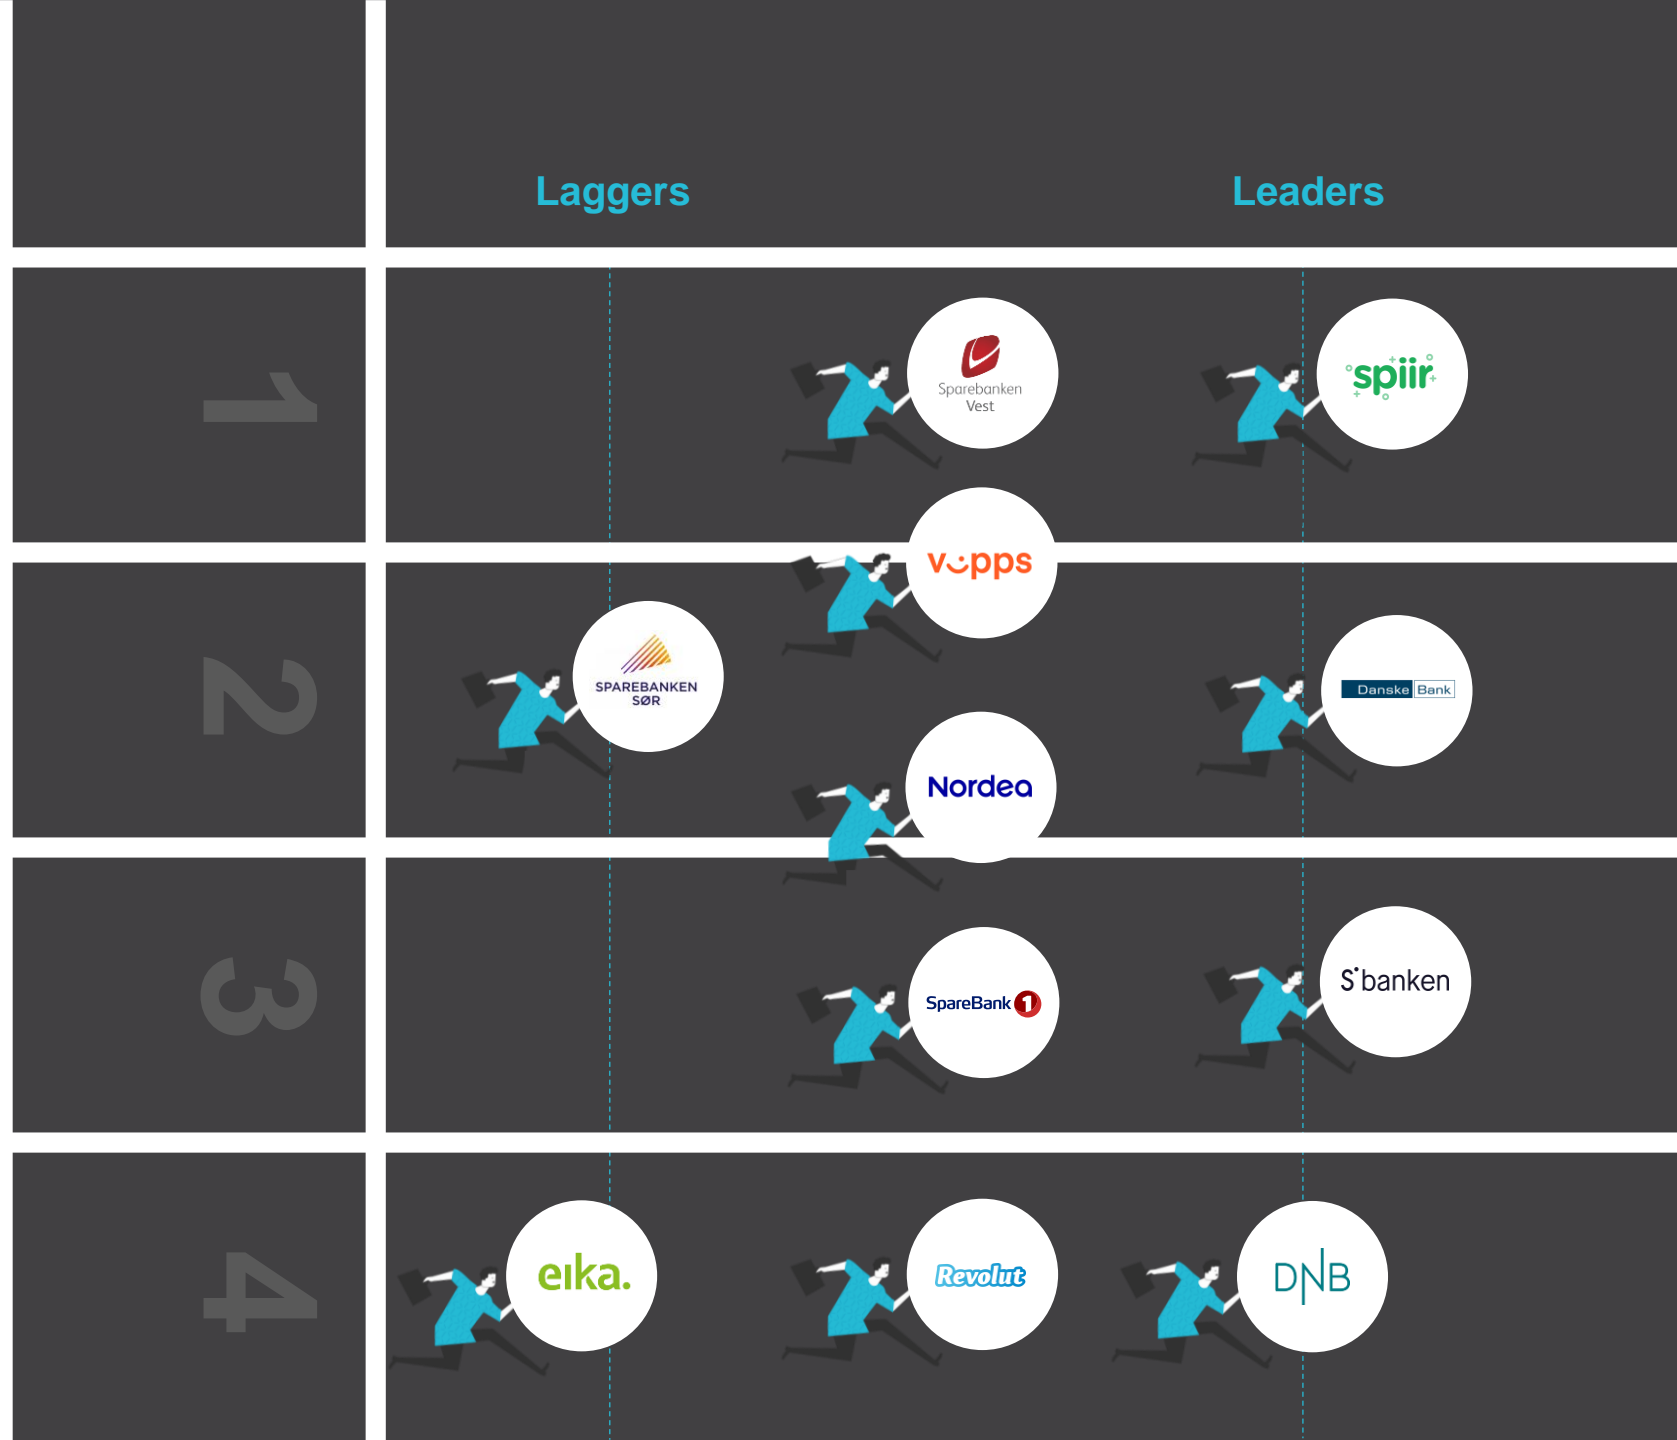 Laggers
Leaders
1
Sparebanken
Vest
spiir
vipps
2
SPAREBANKEN
SØR
Danske Bank
Nordea
3
SpareBank 1
S'banken
4
eika.
Revolut
DNB